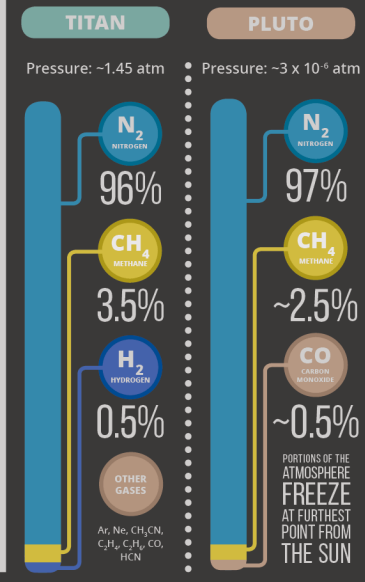 TITAN
Pressure: ~1.45 atm
N₂
NITROGEN
96%
CH₄
METHANE
3.5%
H₂
HYDROGEN
0.5%
OTHER
GASES
Ar, Ne, CH₃CN,
C₂H₄, C₂H₆, CO,
HCN
PLUTO
Pressure: ~3 x 10⁻⁶ atm
N₂
NITROGEN
97%
CH₄
METHANE
~2.5%
CO
CARBON
MONOXIDE
~0.5%
PORTIONS OF THE
ATMOSPHERE
FREEZE
AT FURTHEST
POINT FROM
THE SUN